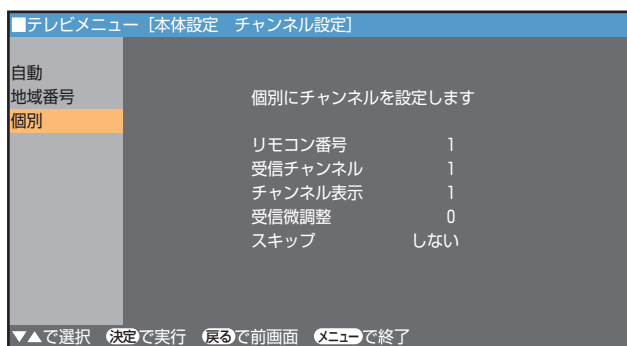 ■テレビメニュー [本体設定 チャンネル設定]
自動
地域番号
個別
個別にチャンネルを設定します
リモコン番号 1
受信チャンネル 1
チャンネル表示 1
受信微調整 0
スキップ しない
▼▲で選択 決定で実行 戻るで前画面 メニューで終了